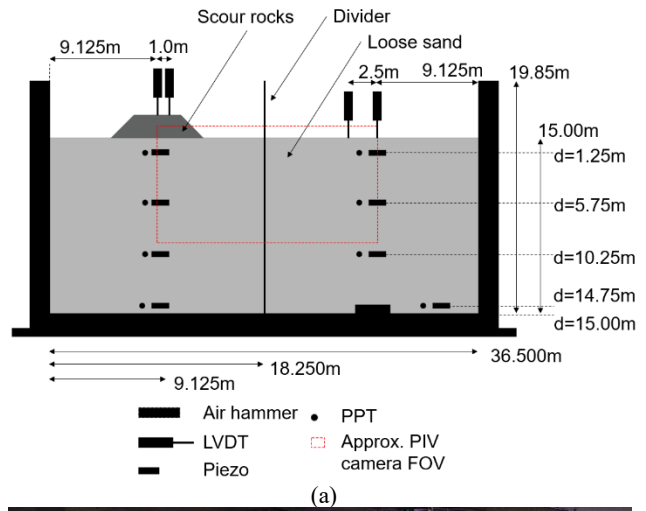 Scour rocks
Divider
9.125m
1.0m
Loose sand
2.5m
9.125m
19.85m
15.00m
d=1.25m
d=5.75m
d=10.25m
d=14.75m
d=15.00m
36.500m
18.250m
9.125m
Air hammer
PPT
LVDT
Approx. PIV
camera FOV
Piezo
(a)